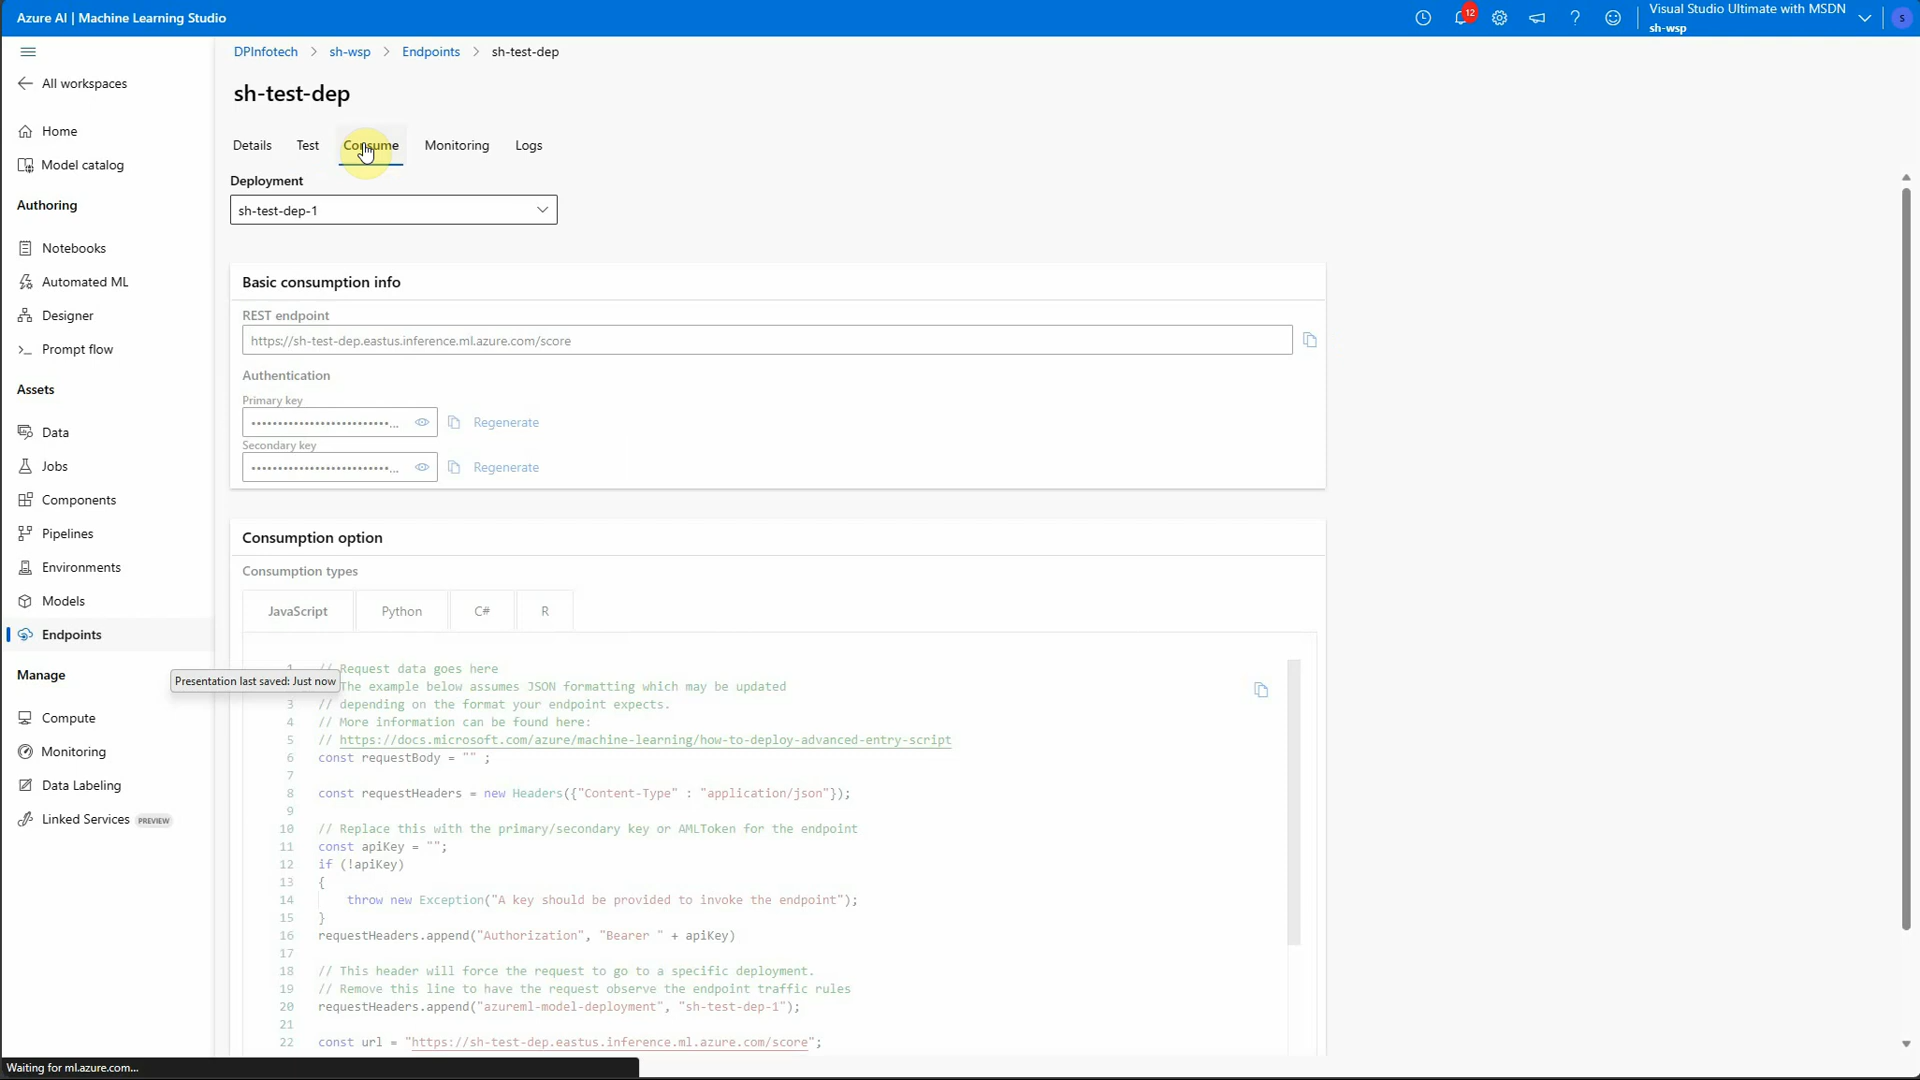 Azure AI | Machine Learning Studio
12
Visual Studio Ultimate with MSDN
sh-wsp
S
DPInfotech > sh-wsp > Endpoints > sh-test-dep
All workspaces
Home
Model catalog
Authoring
Notebooks
Automated ML
Designer
Prompt flow
Assets
Data
Jobs
Components
Pipelines
Environments
Models
Endpoints
Manage
Presentation last saved: Just now
Compute
Monitoring
Data Labeling
Linked Services PREVIEW
sh-test-dep
Details Test Consume Monitoring Logs
Deployment
sh-test-dep-1
Basic consumption info
REST endpoint
https://sh-test-dep.eastus.inference.ml.azure.com/score
Authentication
Primary key
•••••••••••••••••••••••••• ... Regenerate
Secondary key
•••••••••••••••••••••••••• ... Regenerate
Consumption option
Consumption types
JavaScript Python C# R
1 // Request data goes here
The example below assumes JSON formatting which may be updated
3 // depending on the format your endpoint expects.
4 // More information can be found here:
5 // https://docs.microsoft.com/azure/machine-learning/how-to-deploy-advanced-entry-script
6 const requestBody = "" ;
7
8 const requestHeaders = new Headers({"Content-Type" : "application/json"});
9
10 // Replace this with the primary/secondary key or AMLToken for the endpoint
11 const apiKey = "";
12 if (!apiKey)
13 {
14 throw new Exception("A key should be provided to invoke the endpoint");
15 }
16 requestHeaders.append("Authorization", "Bearer " + apiKey)
17
18 // This header will force the request to go to a specific deployment.
19 // Remove this line to have the request observe the endpoint traffic rules
20 requestHeaders.append("azureml-model-deployment", "sh-test-dep-1");
21
22 const url = "https://sh-test-dep.eastus.inference.ml.azure.com/score";
Waiting for ml.azure.com...